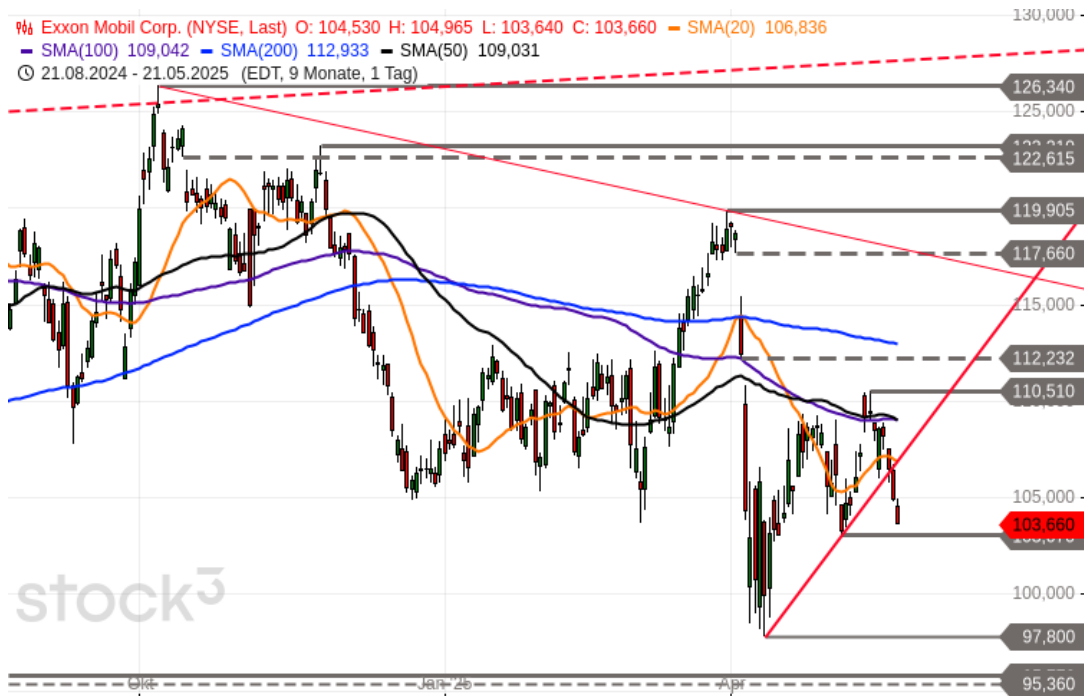 130,000
Exxon Mobil Corp. (NYSE, Last) O: 104,530 H: 104,965 L: 103,640 C: 103,660 SMA(20) 106,836
SMA(100) 109,042 SMA(200) 112,933 SMA(50) 109,031
21.08.2024 - 21.05.2025 (EDT, 9 Monate, 1 Tag)
126,340
125,000
122,615
119,905
117,660
115,000
112,232
110,510
105,000
103,660
100,000
stock3
97,800
Okt Jan '25 Apr
95,360